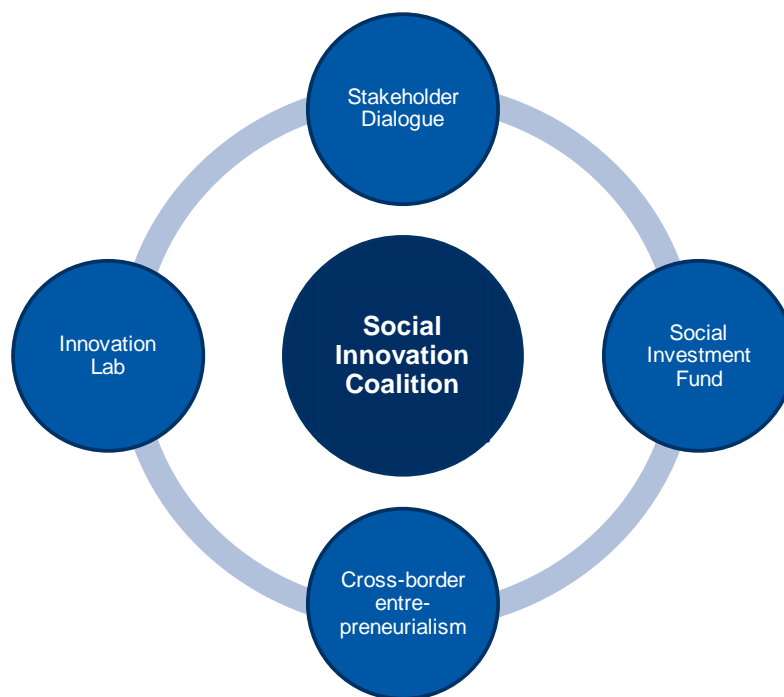 Stakeholder
Dialogue
Innovation
Lab
Social
Innovation
Coalition
Social
Investment
Fund
Cross-border
entre-
preneurialism